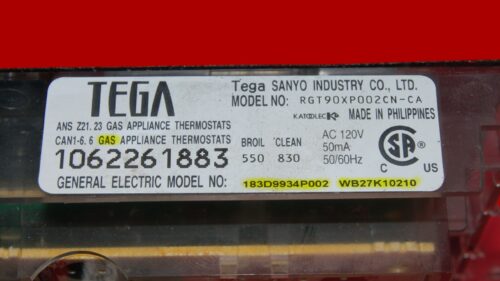 TEGA
Tega SANYO INDUSTRY CO., LTD.
MODEL NO: RGT90XP002CN-CA
KATOLEC MADE IN PHILIPPINES
ANS Z21. 23 GAS APPLIANCE THERMOSTATS
CAN1-6. 6 GAS APPLIANCE THERMOSTATS
1062261883
BROIL CLEAN
550 830
AC 120V
50mA
50/60Hz
SA
®
GENERAL ELECTRIC MODEL NO: 183D9934P002 WB27K10210